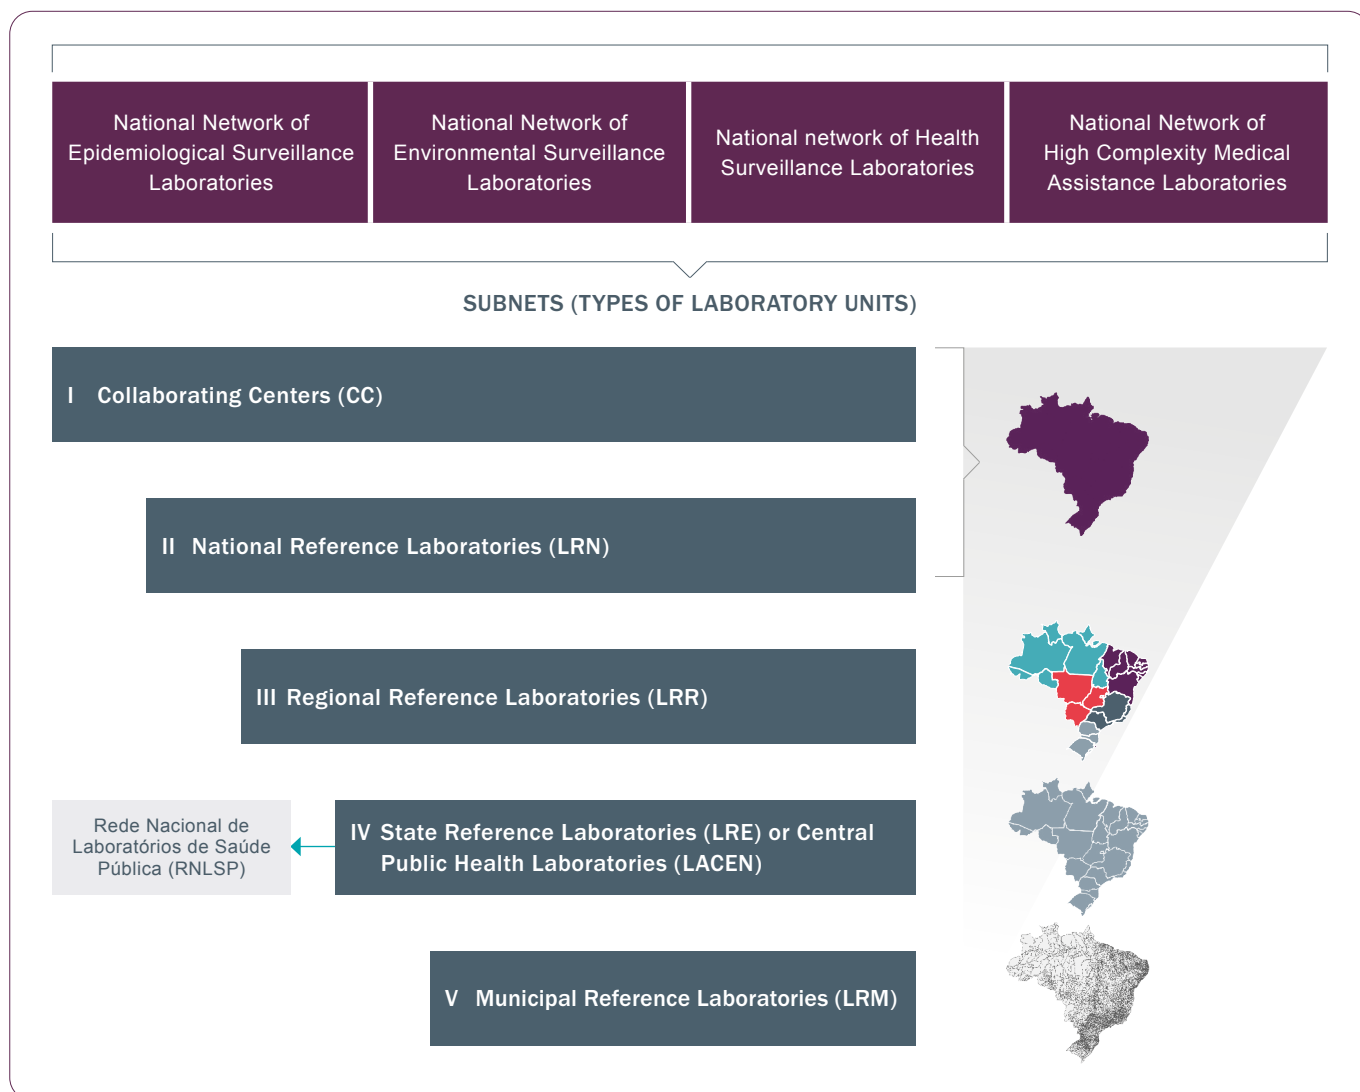 National Network of
Epidemiological Surveillance
Laboratories
National Network of
Environmental Surveillance
Laboratories
National network of Health
Surveillance Laboratories
National Network of
High Complexity Medical
Assistance Laboratories
SUBNETS (TYPES OF LABORATORY UNITS)
I Collaborating Centers (CC)
II National Reference Laboratories (LRN)
III Regional Reference Laboratories (LRR)
Rede Nacional de
Laboratórios de Saúde
Pública (RNLSP)
IV State Reference Laboratories (LRE) or Central
Public Health Laboratories (LACEN)
V Municipal Reference Laboratories (LRM)